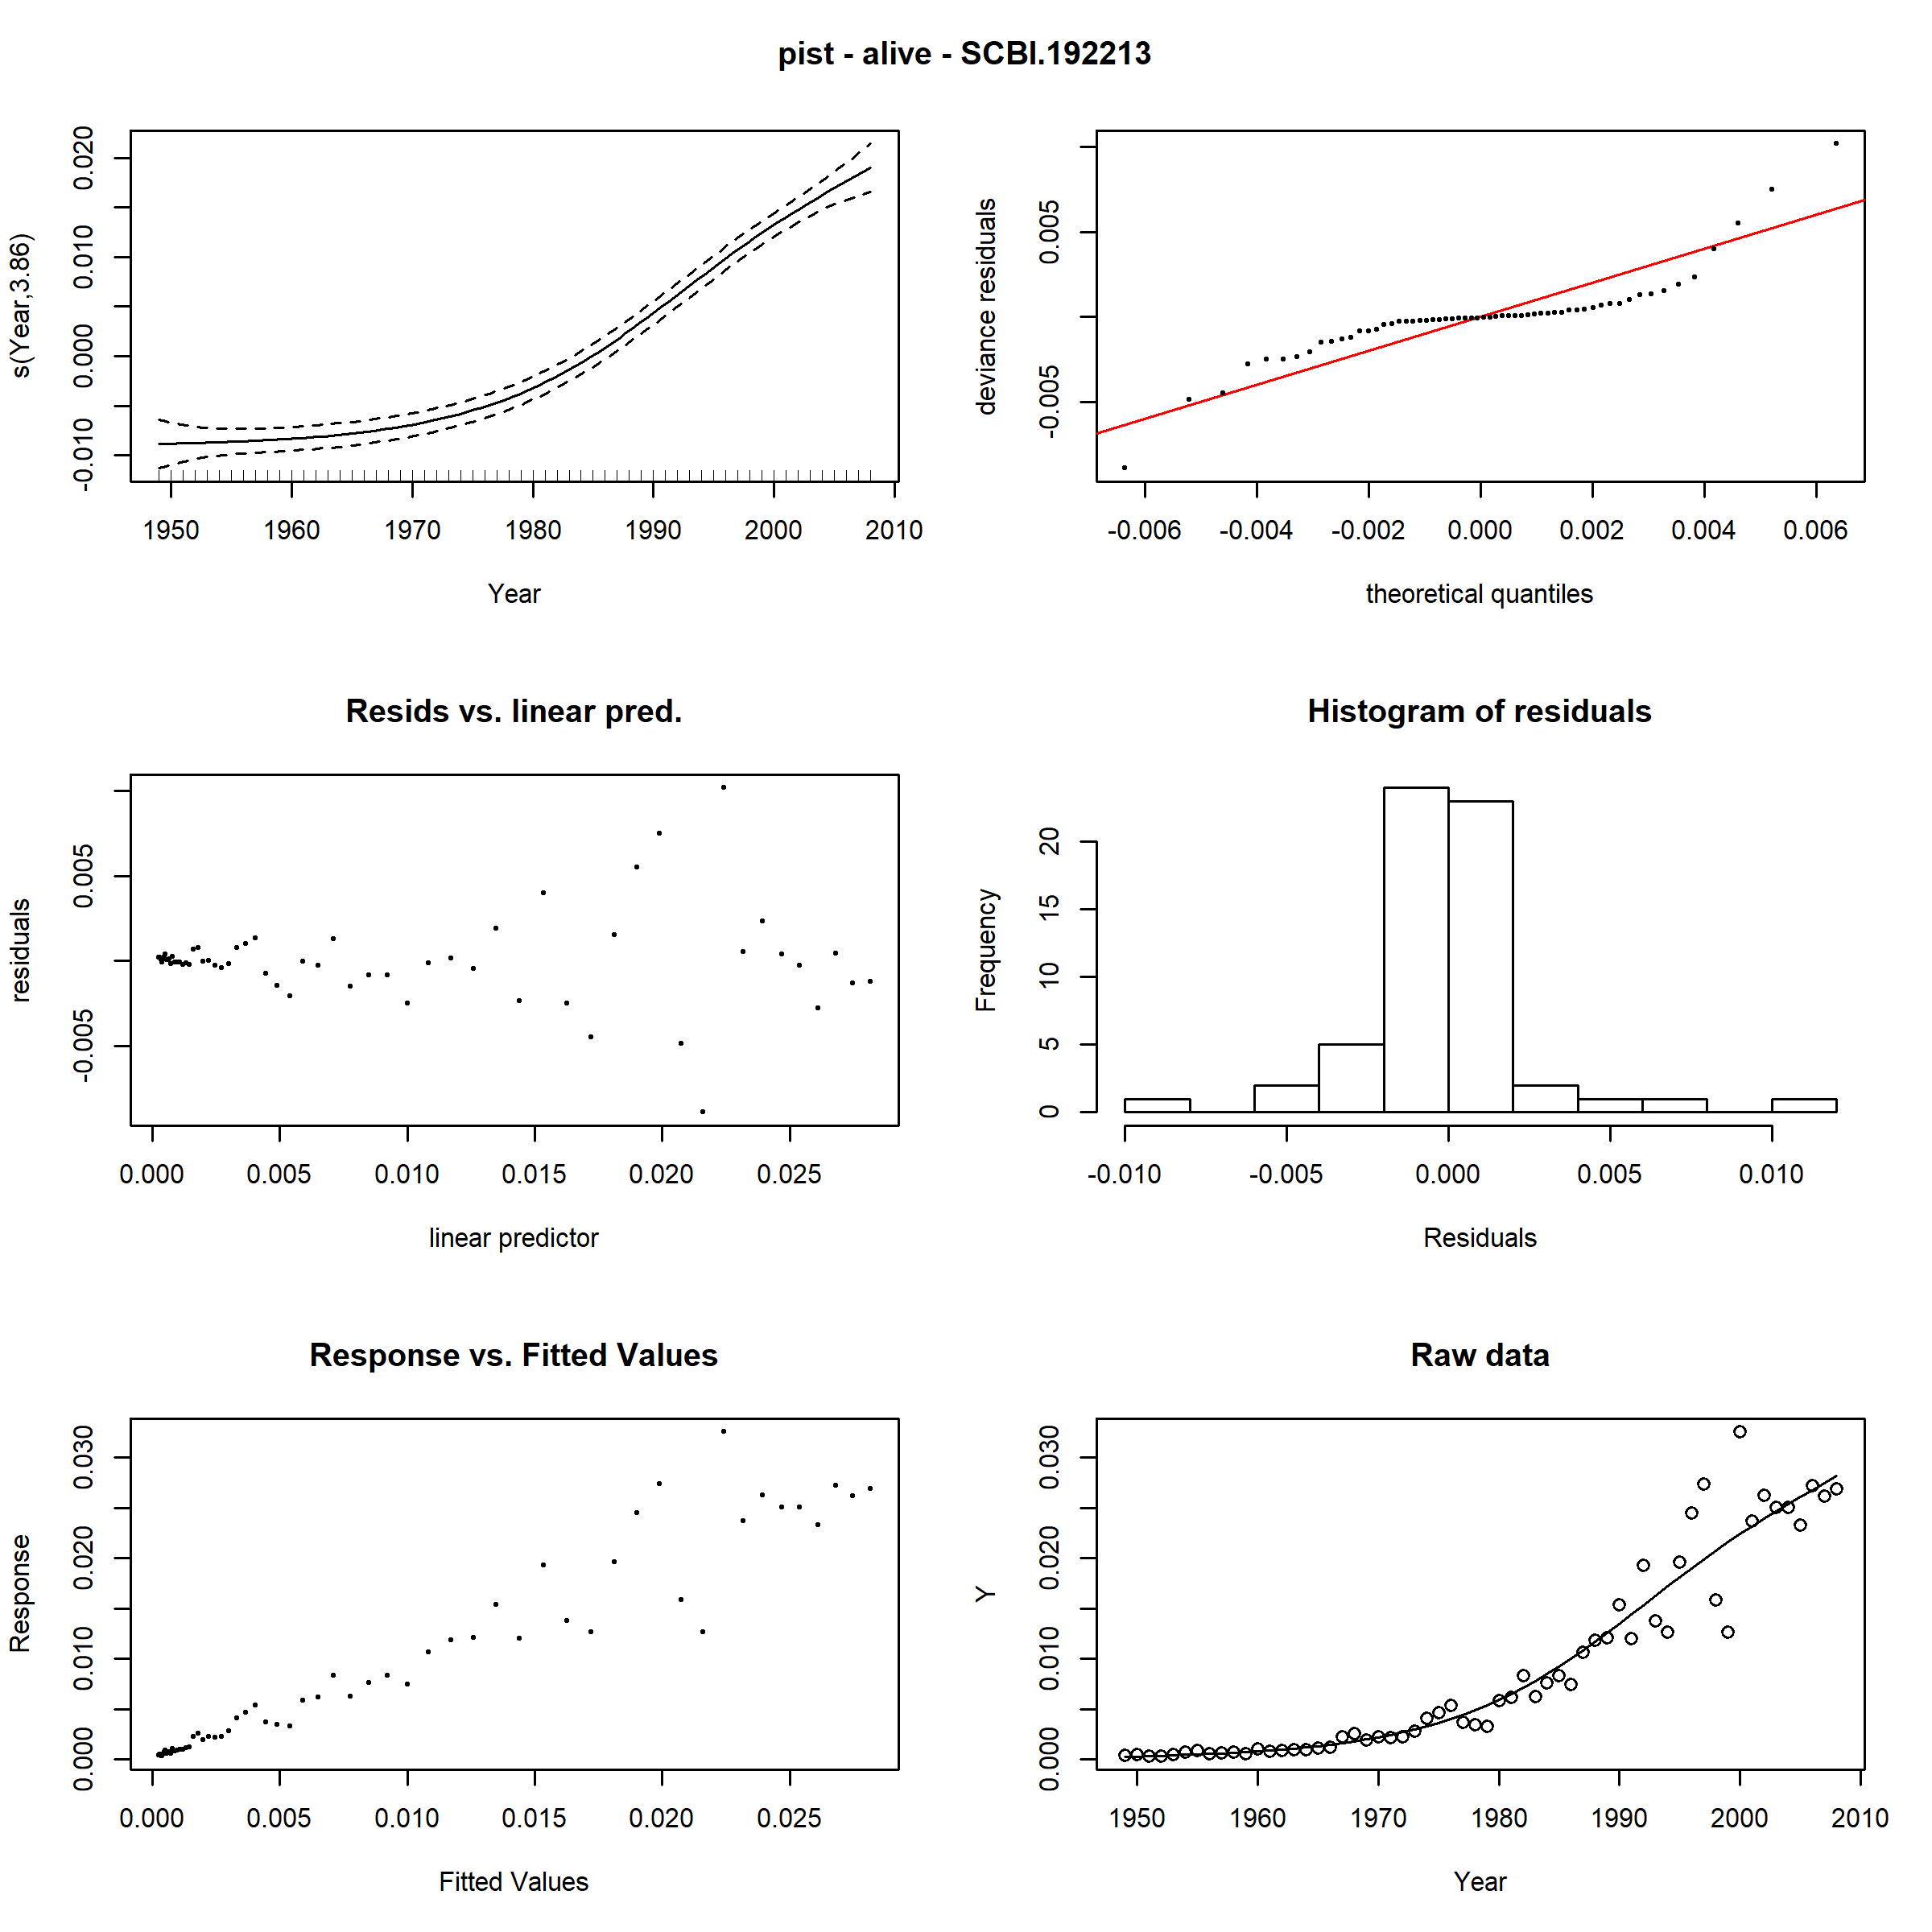 pist - alive - SCBI.192213
s(Year,3.86)
-0.010 0.000 0.010 0.020
1950 1960 1970 1980 1990 2000 2010
Year
deviance residuals
-0.005 0.005
-0.006 -0.004 -0.002 0.000 0.002 0.004 0.006
theoretical quantiles
Resids vs. linear pred.
residuals
-0.005 0.005
0.000 0.005 0.010 0.015 0.020 0.025
linear predictor
Histogram of residuals
Frequency
0 5 10 15 20
-0.010 -0.005 0.000 0.005 0.010
Residuals
Response vs. Fitted Values
Response
0.000 0.010 0.020 0.030
0.000 0.005 0.010 0.015 0.020 0.025
Fitted Values
Raw data
Y
0.000 0.010 0.020 0.030
1950 1960 1970 1980 1990 2000 2010
Year